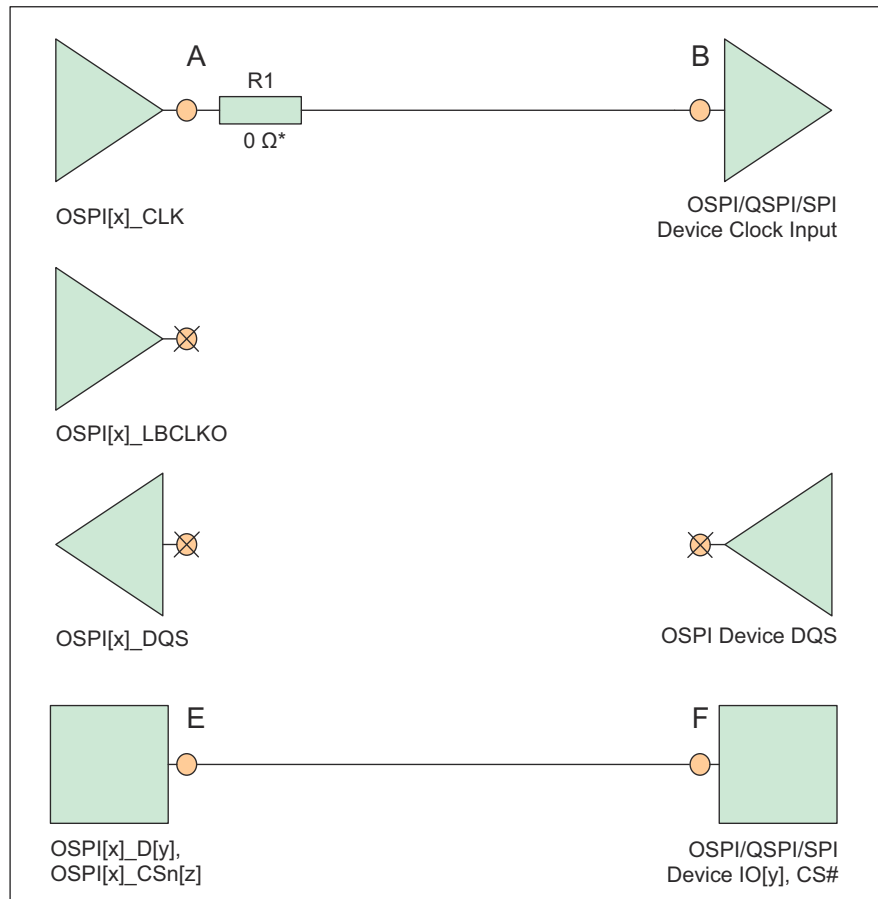 A
B
R1
0 Ω*
OSPI[x]_CLK
OSPI/QSPI/SPI
Device Clock Input
OSPI[x]_LBCLKO
OSPI[x]_DQS
OSPI Device DQS
E
F
OSPI[x]_D[y],
OSPI[x]_CSn[z]
OSPI/QSPI/SPI
Device IO[y], CS#